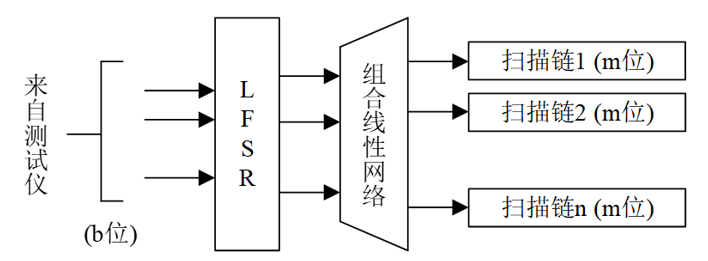 来自测试仪
(b位)
LFSR
组合线性网络
扫描链1 (m位)
扫描链2 (m位)
扫描链n (m位)